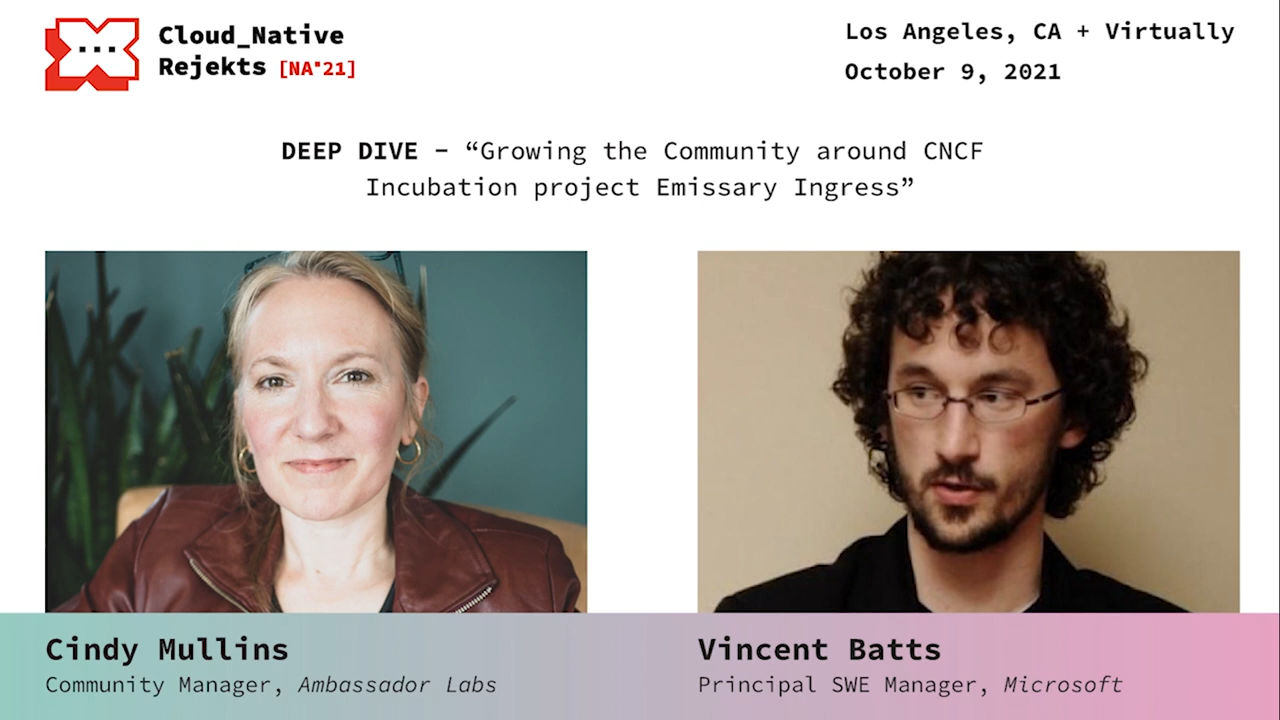 Cloud_Native
Rejekts [NA"21]
Los Angeles, CA + Virtually
October 9, 2021
DEEP DIVE – “Growing the Community around CNCF
Incubation project Emissary Ingress”
Cindy Mullins
Community Manager, Ambassador Labs
Vincent Batts
Principal SWE Manager, Microsoft